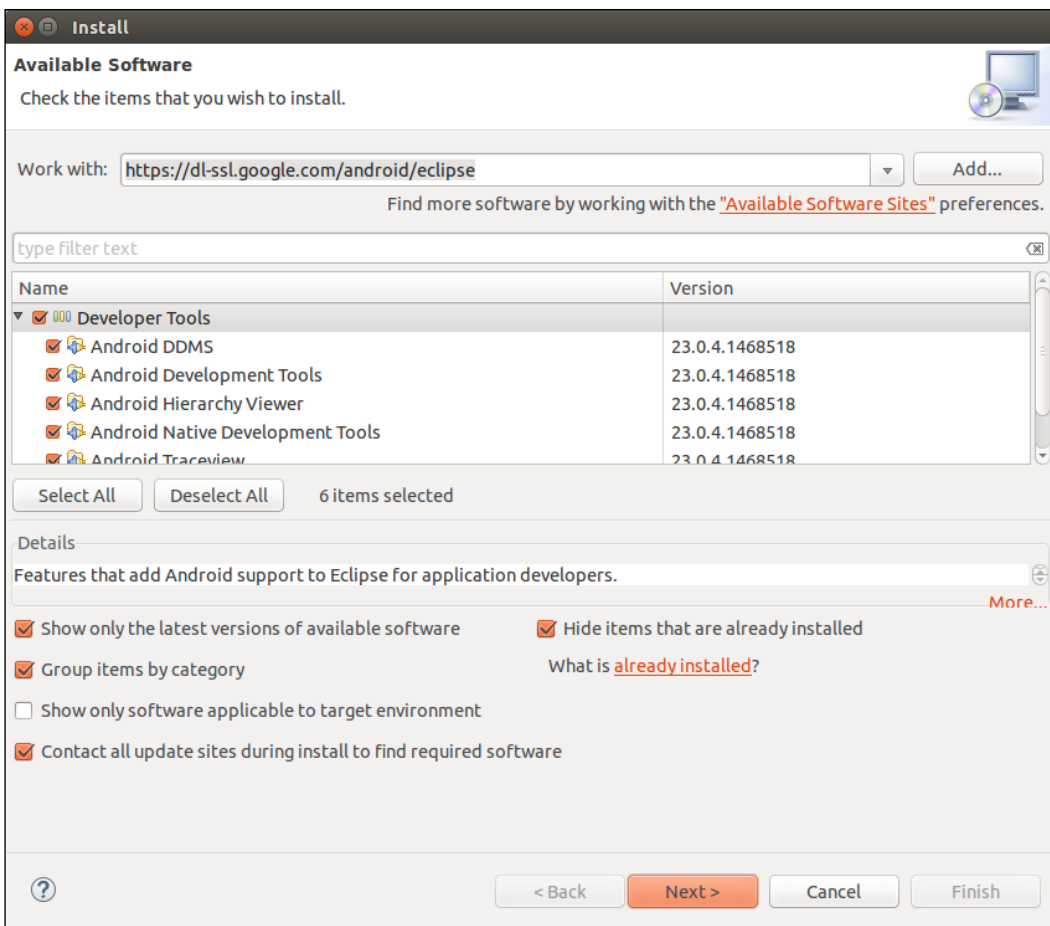 Install
Available Software
Check the items that you wish to install.
Work with: https://dl-ssl.google.com/android/eclipse Add...
Find more software by working with the "Available Software Sites" preferences.
type filter text
Name Version
Developer Tools
Android DDMS 23.0.4.1468518
Android Development Tools 23.0.4.1468518
Android Hierarchy Viewer 23.0.4.1468518
Android Native Development Tools 23.0.4.1468518
Android Traceview 23.0.4.1468518
Select All Deselect All 6 items selected
Details
Features that add Android support to Eclipse for application developers.
More...
Show only the latest versions of available software Hide items that are already installed
Group items by category What is already installed?
Show only software applicable to target environment
Contact all update sites during install to find required software
? < Back Next > Cancel Finish